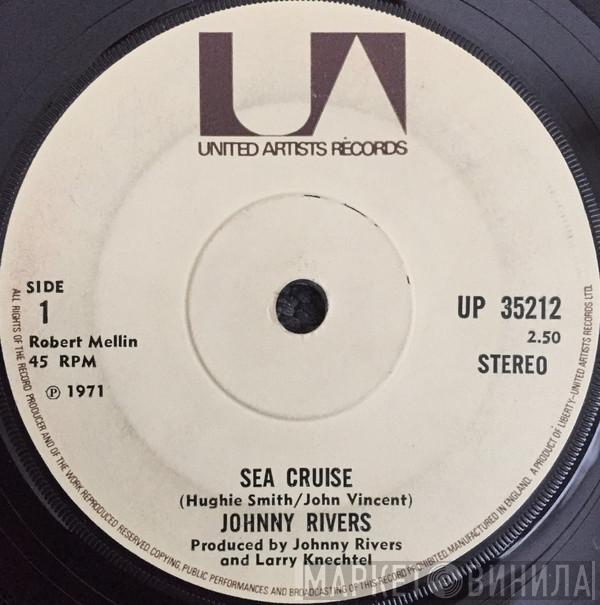 UA
UNITED ARTISTS RECORDS
SIDE
1
Robert Mellin
45 RPM
℗ 1971
UP 35212
2.50
STEREO
SEA CRUISE
(Hughie Smith/John Vincent)
JOHNNY RIVERS
Produced by Johnny Rivers
and Larry Knechtel
ALL RIGHTS OF THE RECORD PRODUCER AND OF THE WORK REPRODUCED RESERVED. COPYING, PUBLIC PERFORMANCES AND BROADCASTING OF THIS RECORD PROHIBITED. MANUFACTURED IN ENGLAND. A PRODUCT OF LIBERTY–UNITED ARTISTS RECORDS LTD.
МАРКЕТ ВИНИЛА